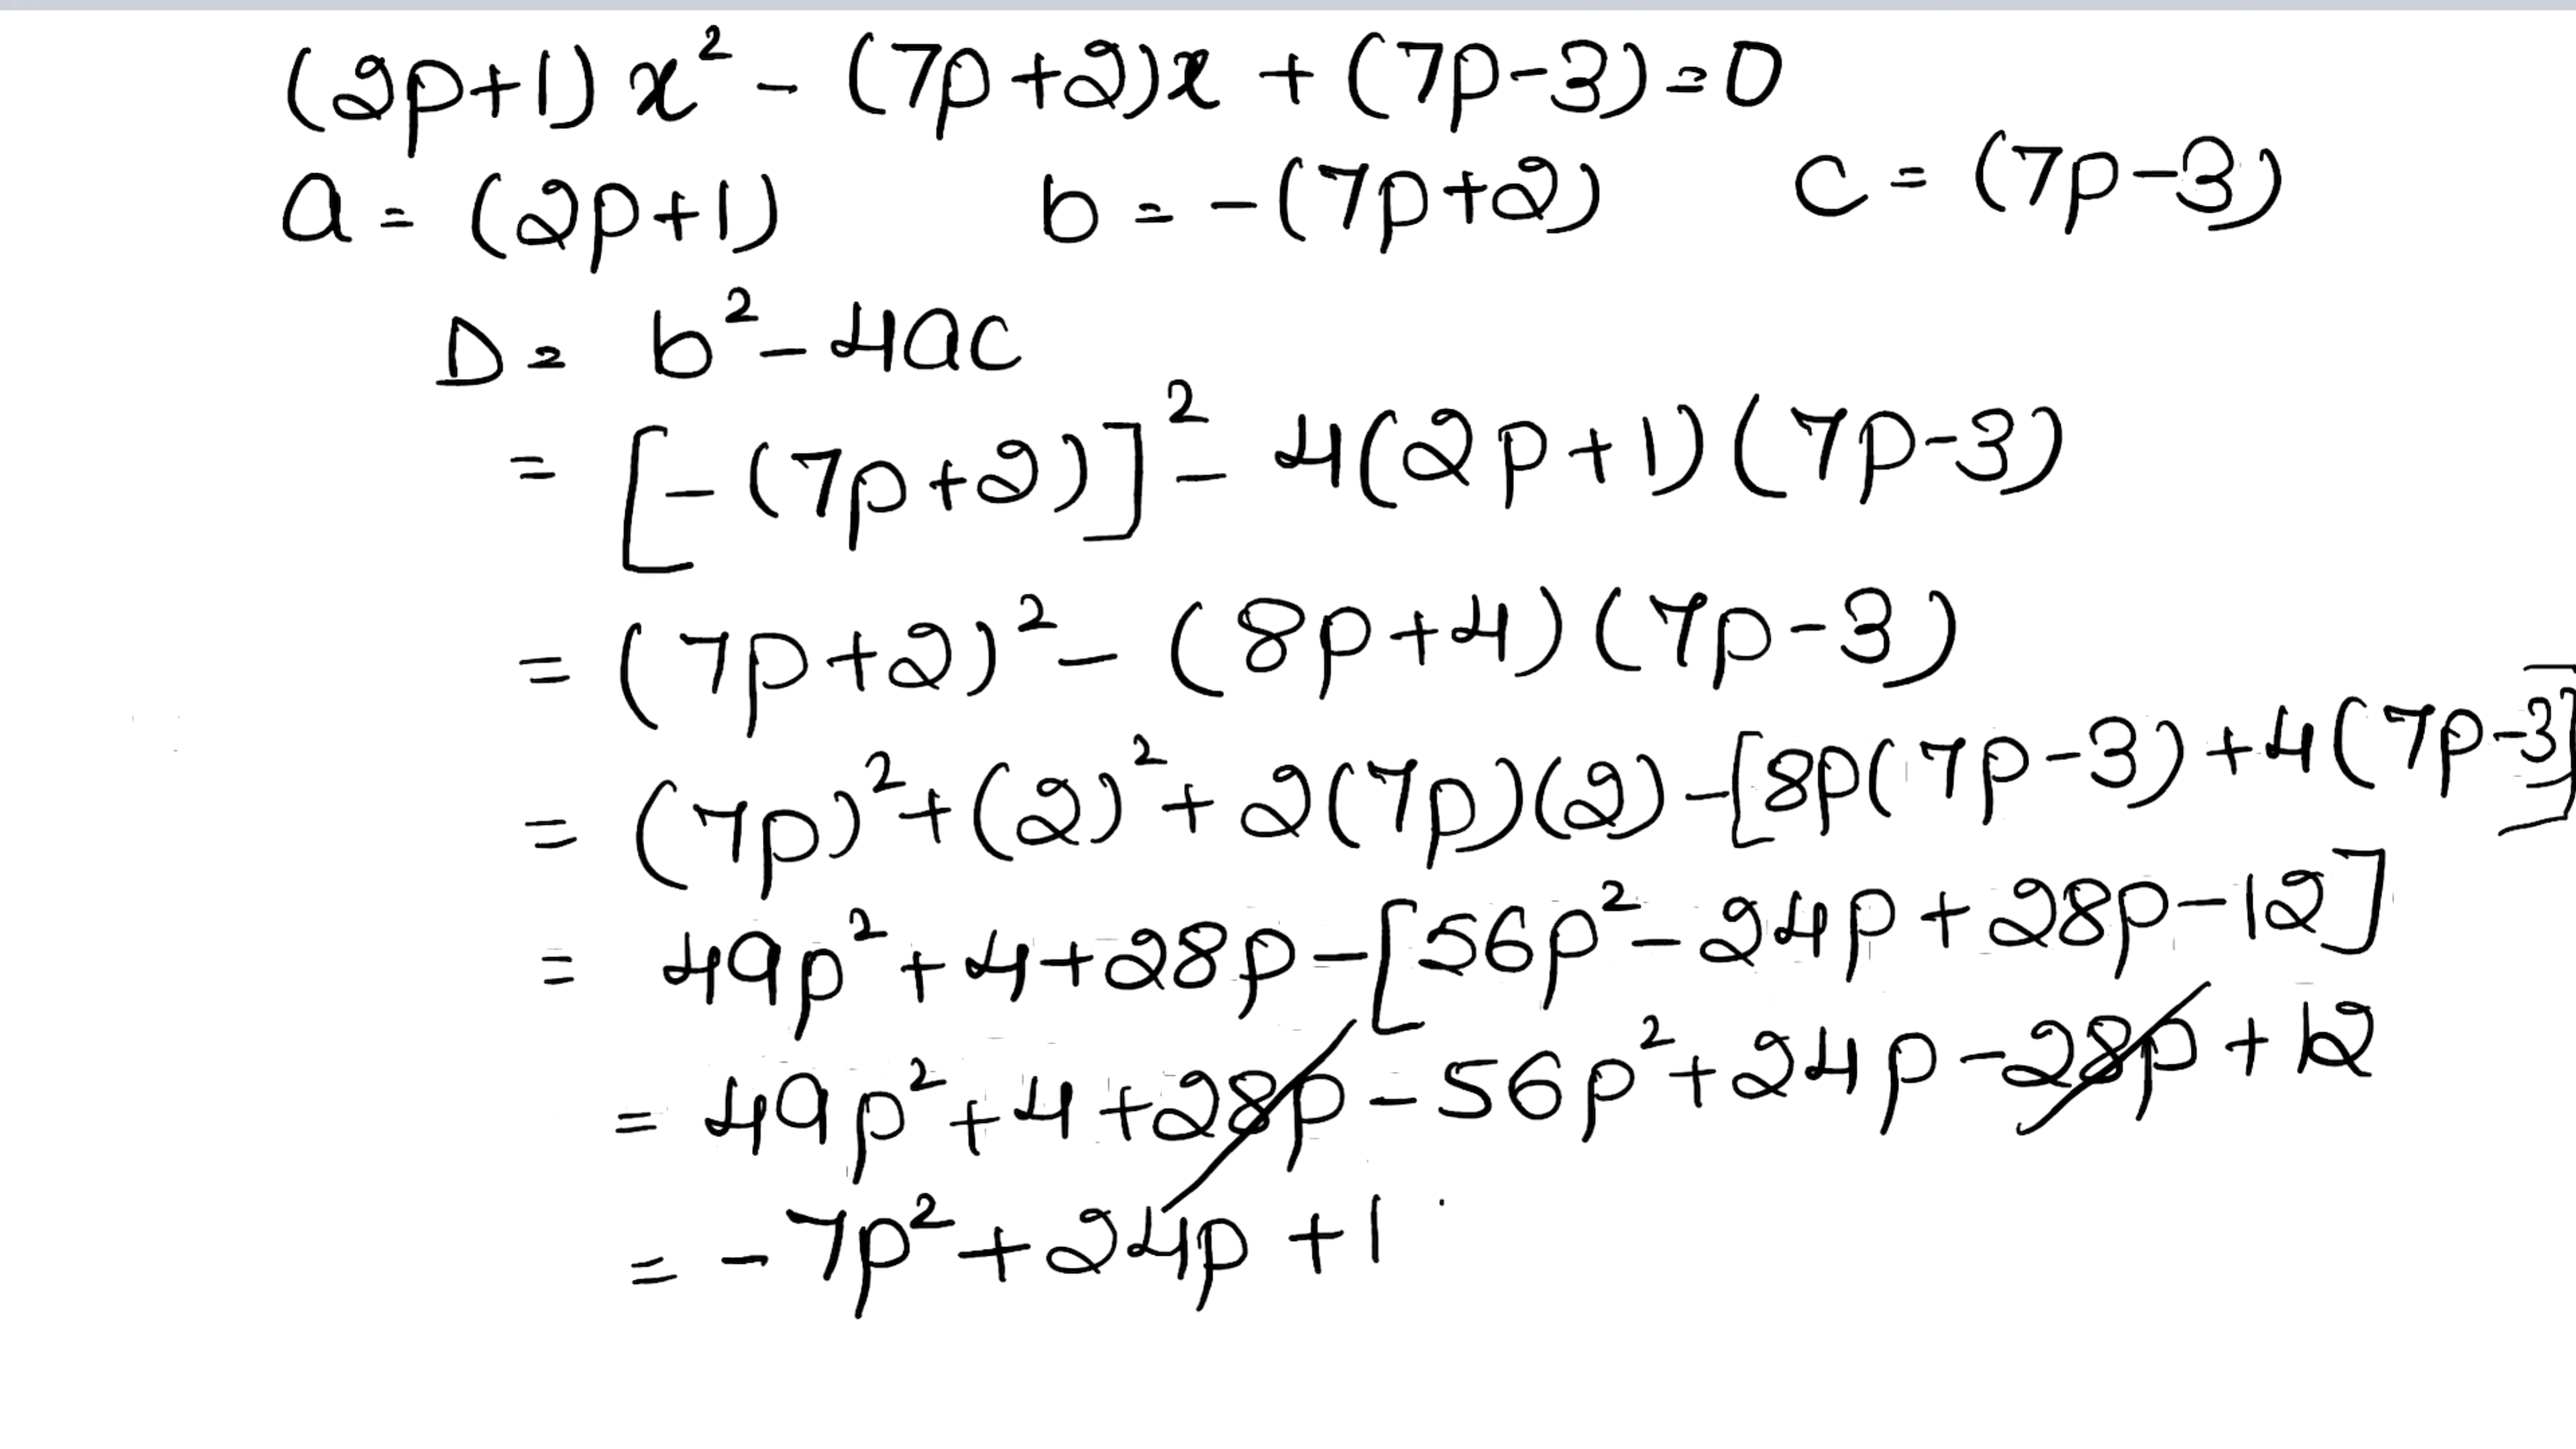 (2p+1)x² - (7p+2)x + (7p-3)=0
a = (2p+1) b = -(7p+2) c = (7p-3)
D = b² - 4ac
= [-(7p+2)]² - 4(2p+1)(7p-3)
= (7p+2)² - (8p+4)(7p-3)
= (7p)² + (2)² + 2(7p)(2) - [8p(7p-3) + 4(7p-3)]
= 49p² + 4 + 28p - [56p² - 24p + 28p - 12]
= 49p² + 4 + 28p - 56p² + 24p - 28p + 12
= -7p² + 24p + 1